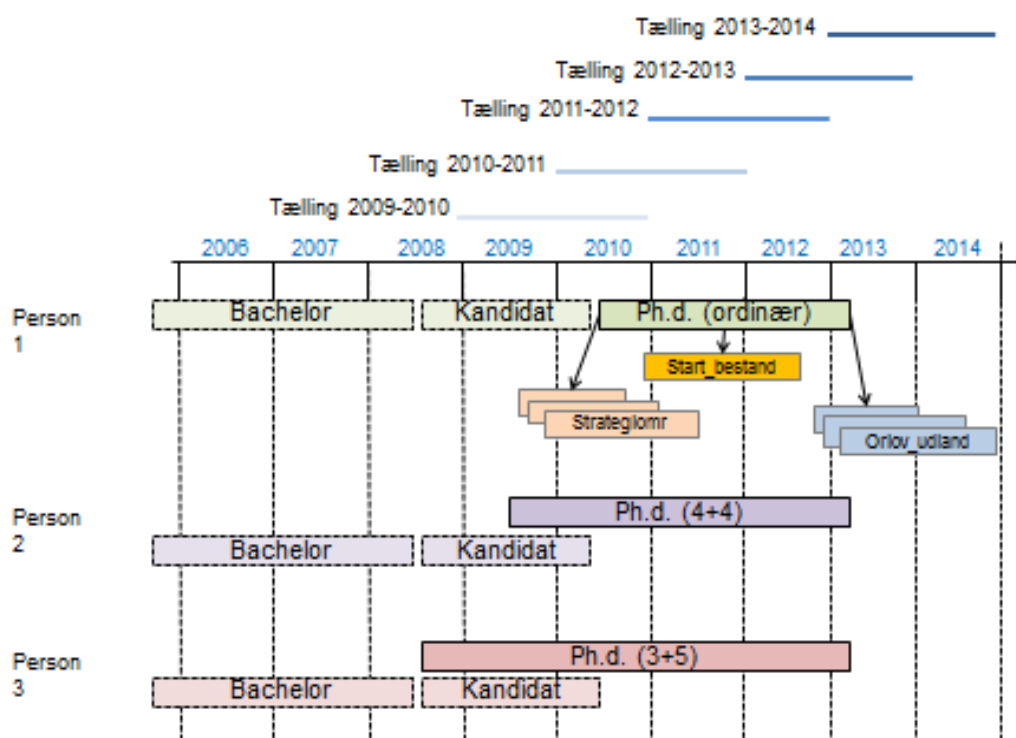 Tælling 2013-2014
Tælling 2012-2013
Tælling 2011-2012
Tælling 2010-2011
Tælling 2009-2010
2006 2007 2008 2009 2010 2011 2012 2013 2014
Person
1
Bachelor Kandidat Ph.d. (ordinær)
Start_bestand
Strategiomr
Orlov_udland
Person
2
Ph.d. (4+4)
Bachelor Kandidat
Person
3
Ph.d. (3+5)
Bachelor Kandidat